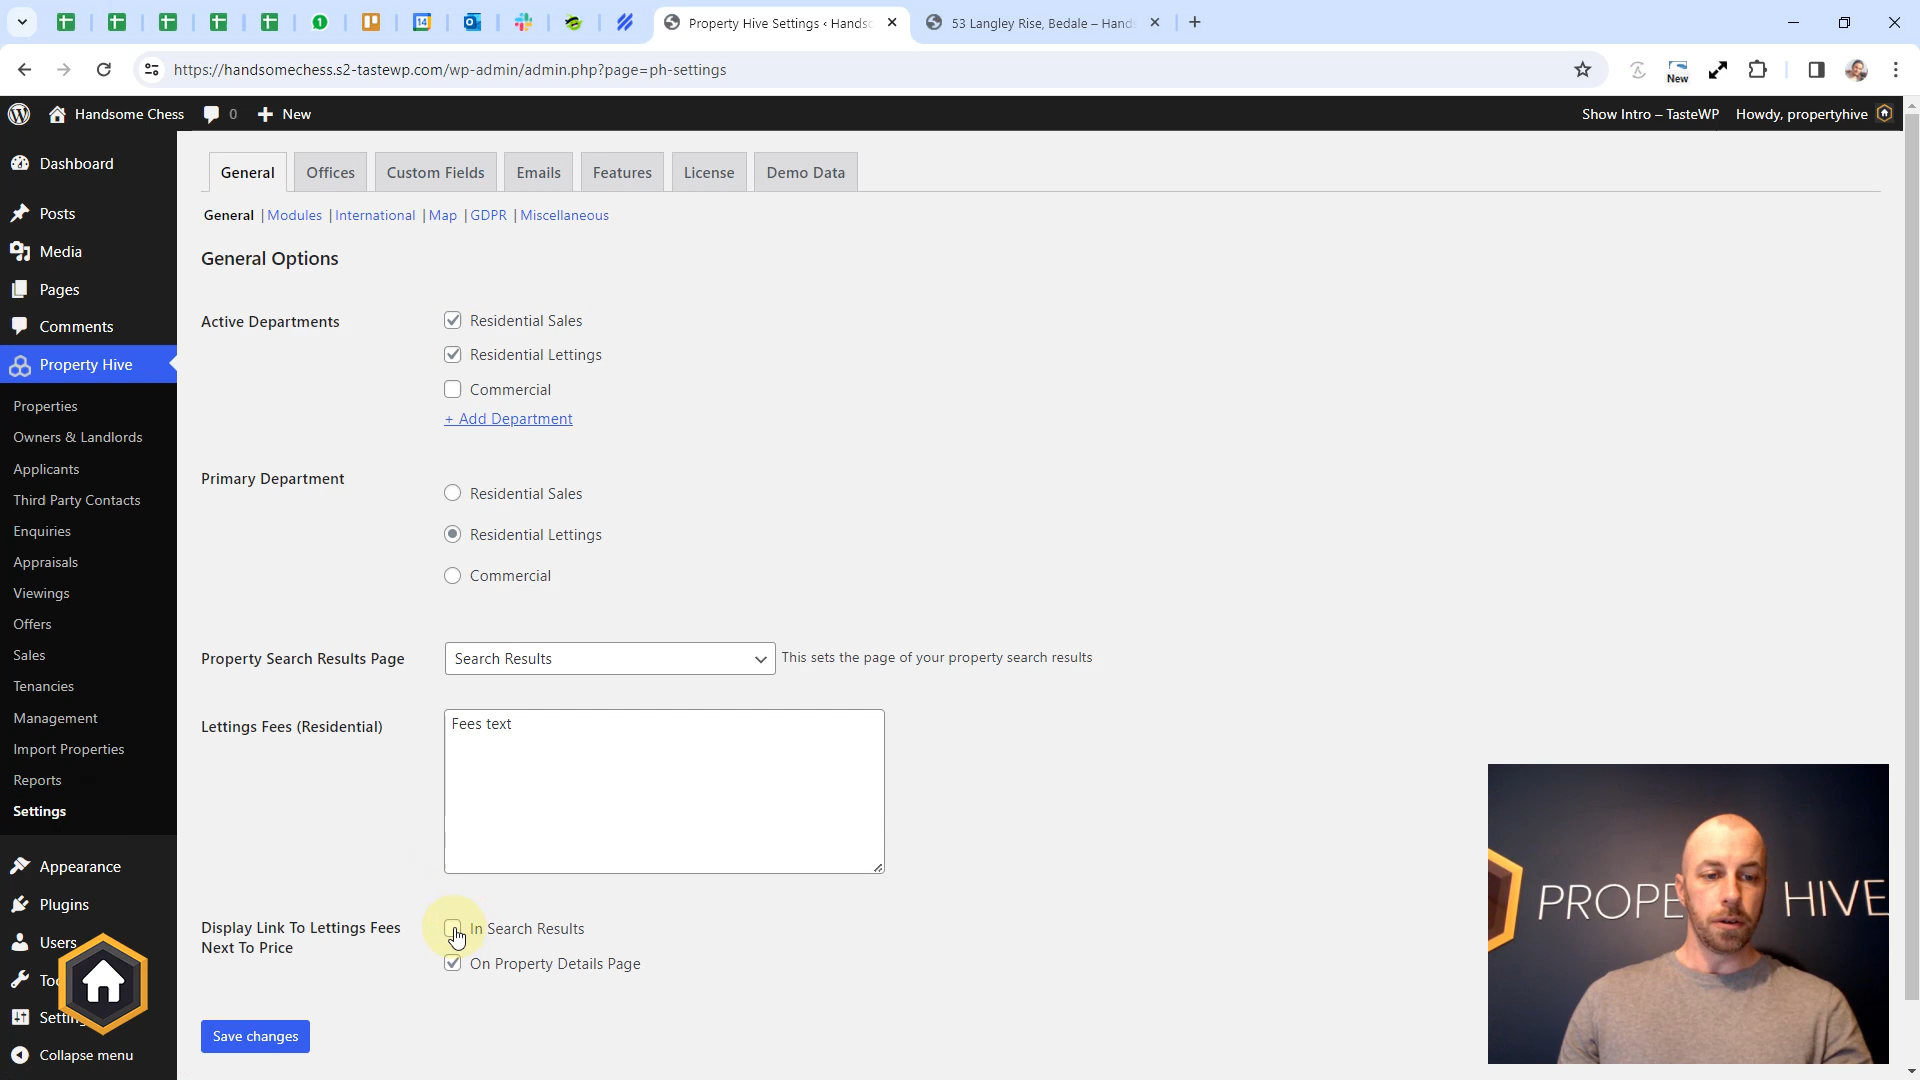 Property Hive Settings ‹ Handsc
53 Langley Rise, Bedale – Hand
https://handsomechess.s2-tastewp.com/wp-admin/admin.php?page=ph-settings
New
Handsome Chess
0
New
Show Intro – TasteWP
Howdy, propertyhive
Dashboard
Posts
Media
Pages
Comments
Property Hive
Properties
Owners & Landlords
Applicants
Third Party Contacts
Enquiries
Appraisals
Viewings
Offers
Sales
Tenancies
Management
Import Properties
Reports
Settings
Appearance
Plugins
Users
Too
Settin
Collapse menu
General
Offices
Custom Fields
Emails
Features
License
Demo Data
General | Modules | International | Map | GDPR | Miscellaneous
General Options
Active Departments
Residential Sales
Residential Lettings
Commercial
+ Add Department
Primary Department
Residential Sales
Residential Lettings
Commercial
Property Search Results Page
Search Results
This sets the page of your property search results
Lettings Fees (Residential)
Fees text
Display Link To Lettings Fees
Next To Price
In Search Results
On Property Details Page
Save changes
PROPE HIVE